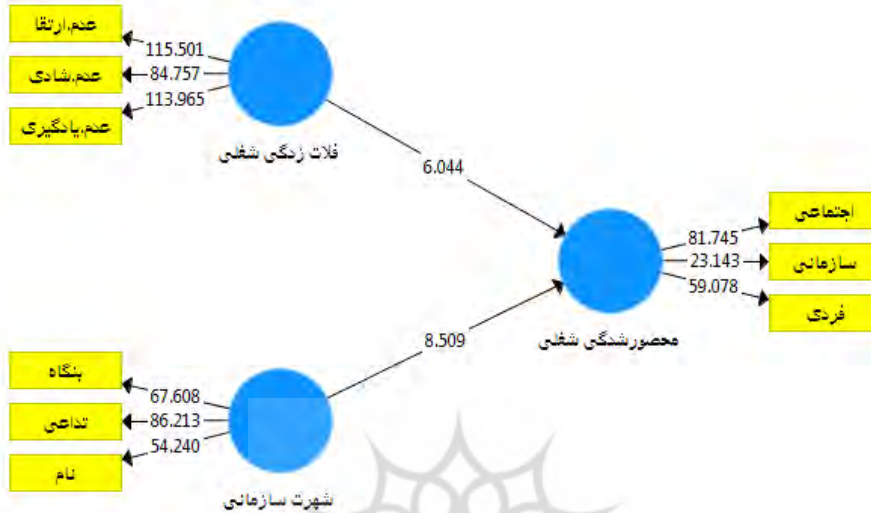 عدم.ارتقا
115.501
عدم.شادی
84.757
عدم.یادگیری
113.965
فلات زدگی شغلی
6.044
اجتماعی
81.745
سازمانی
23.143
فردی
59.078
محصورشدگی شغلی
8.509
بنگاه
67.608
تداعی
86.213
نام
54.240
شهرت سازمانی